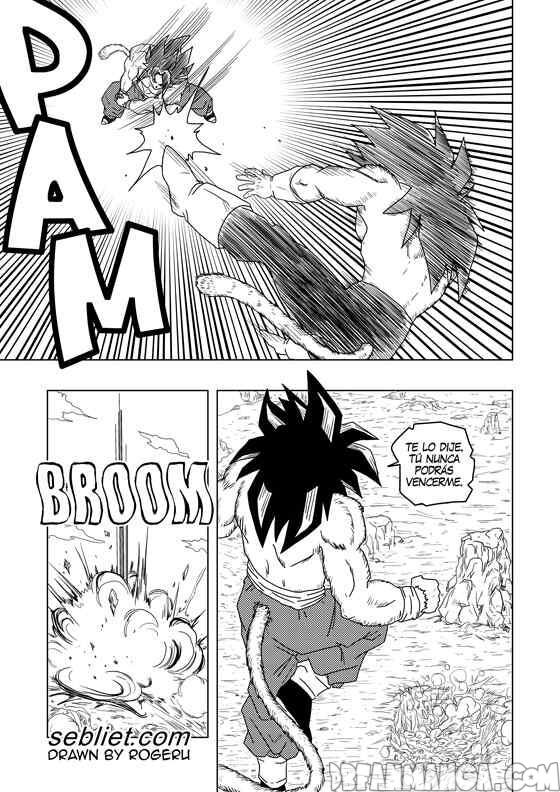 PAM
BROOM
TE LO DIJE.
TÚ NUNCA
PODRÁS
VENCERME.
sebliet.com
DRAWN BY ROGERU
DBFANMANGA.COM